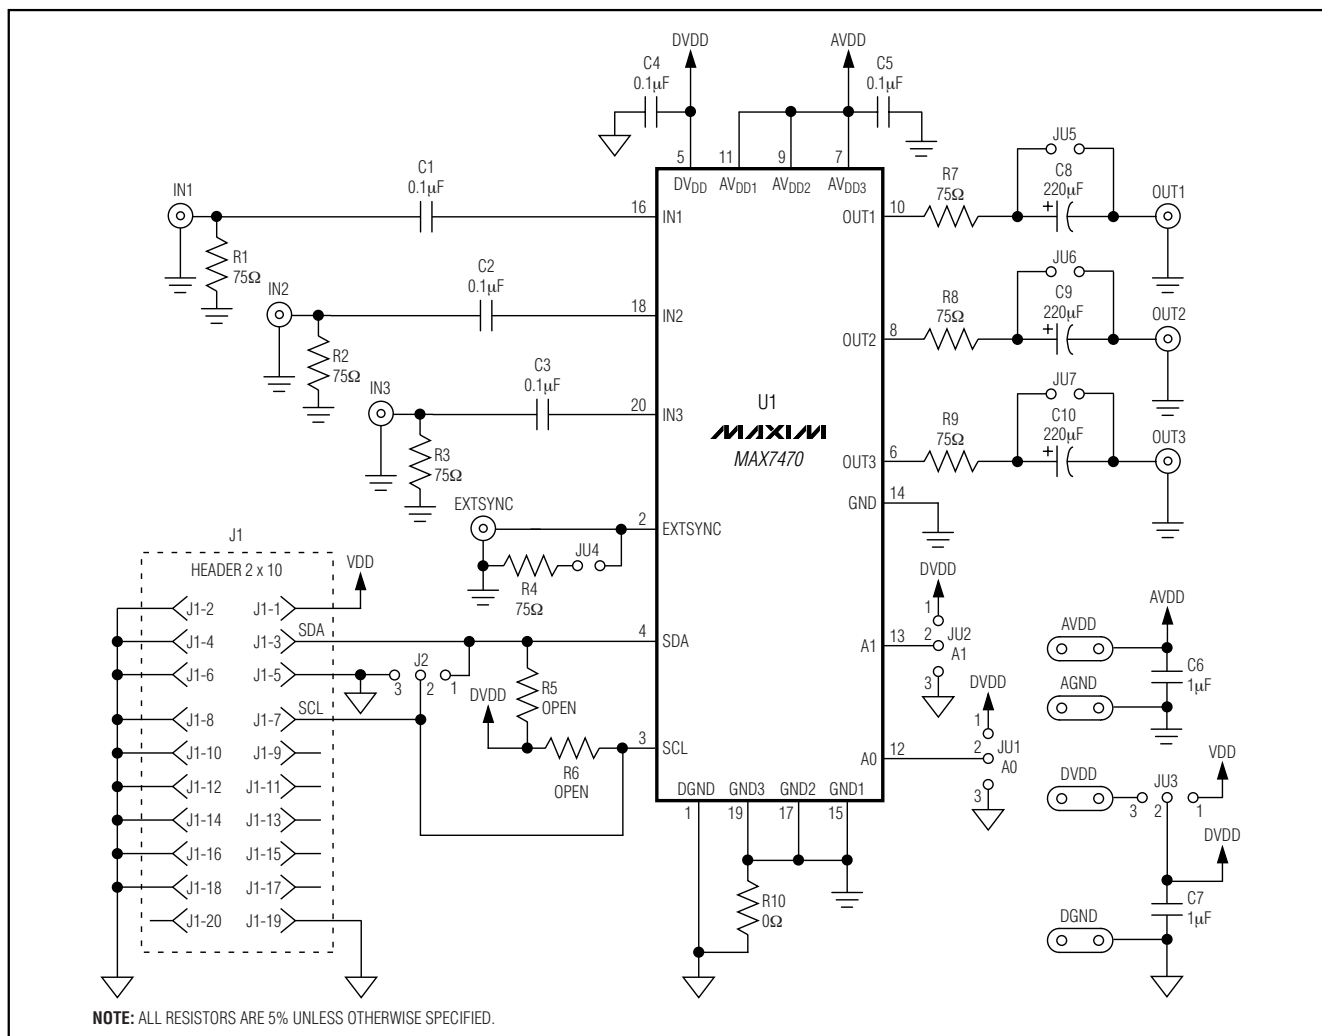 DVDD
AVDD
C4
0.1µF
C5
0.1µF
5
11
9
7
DVDD
AVDD1
AVDD2
AVDD3
IN1
C1
0.1µF
16
IN1
R1
75Ω
IN2
C2
0.1µF
18
IN2
R2
75Ω
IN3
C3
0.1µF
20
IN3
R3
75Ω
EXTSYNC
2
EXTSYNC
JU4
R4
75Ω
U1
MAXIM
MAX7470
OUT1
10
R7
75Ω
JU5
C8
220µF
+
OUT1
OUT2
8
R8
75Ω
JU6
C9
220µF
+
OUT2
OUT3
6
R9
75Ω
JU7
C10
220µF
+
OUT3
GND
14
J1
HEADER 2 x 10
VDD
J1-2
J1-1
J1-4
J1-3
SDA
J1-6
J1-5
J1-8
J1-7
SCL
J1-10
J1-9
J1-12
J1-11
J1-14
J1-13
J1-16
J1-15
J1-18
J1-17
J1-20
J1-19
J2
3
2
1
4
SDA
R5
OPEN
DVDD
R6
OPEN
3
SCL
DVDD
1
A1
13
2
JU2
A1
3
DVDD
1
A0
12
2
JU1
A0
3
DGND
GND3
GND2
GND1
1
19
17
15
R10
0Ω
AVDD
AVDD
C6
1µF
AGND
VDD
DVDD
JU3
3
2
1
DVDD
C7
1µF
DGND
NOTE: ALL RESISTORS ARE 5% UNLESS OTHERWISE SPECIFIED.